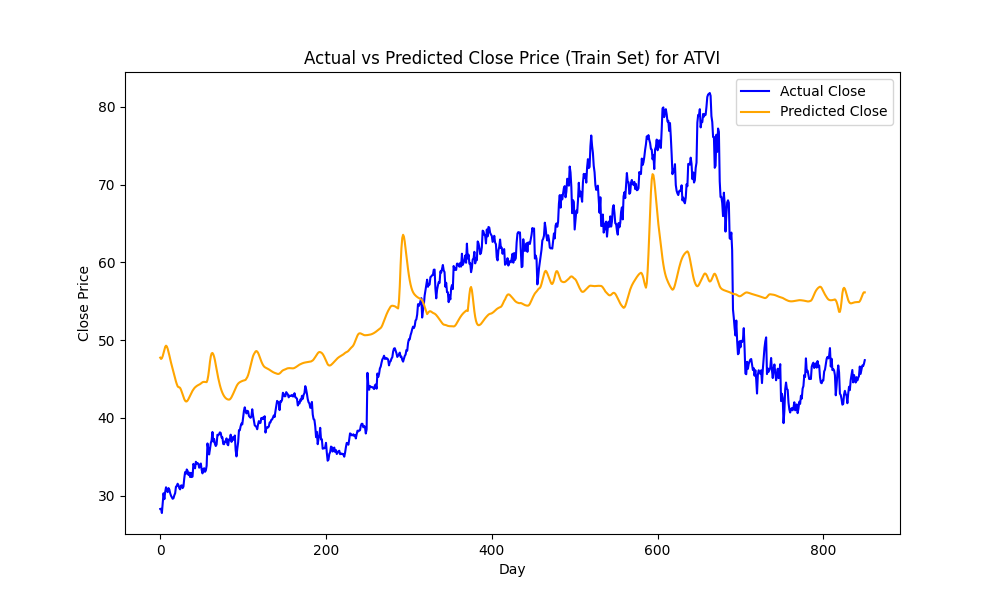 Actual vs Predicted Close Price (Train Set) for ATVI
Actual Close
Predicted Close
Close Price
80
70
60
50
40
30
0
200
400
600
800
Day